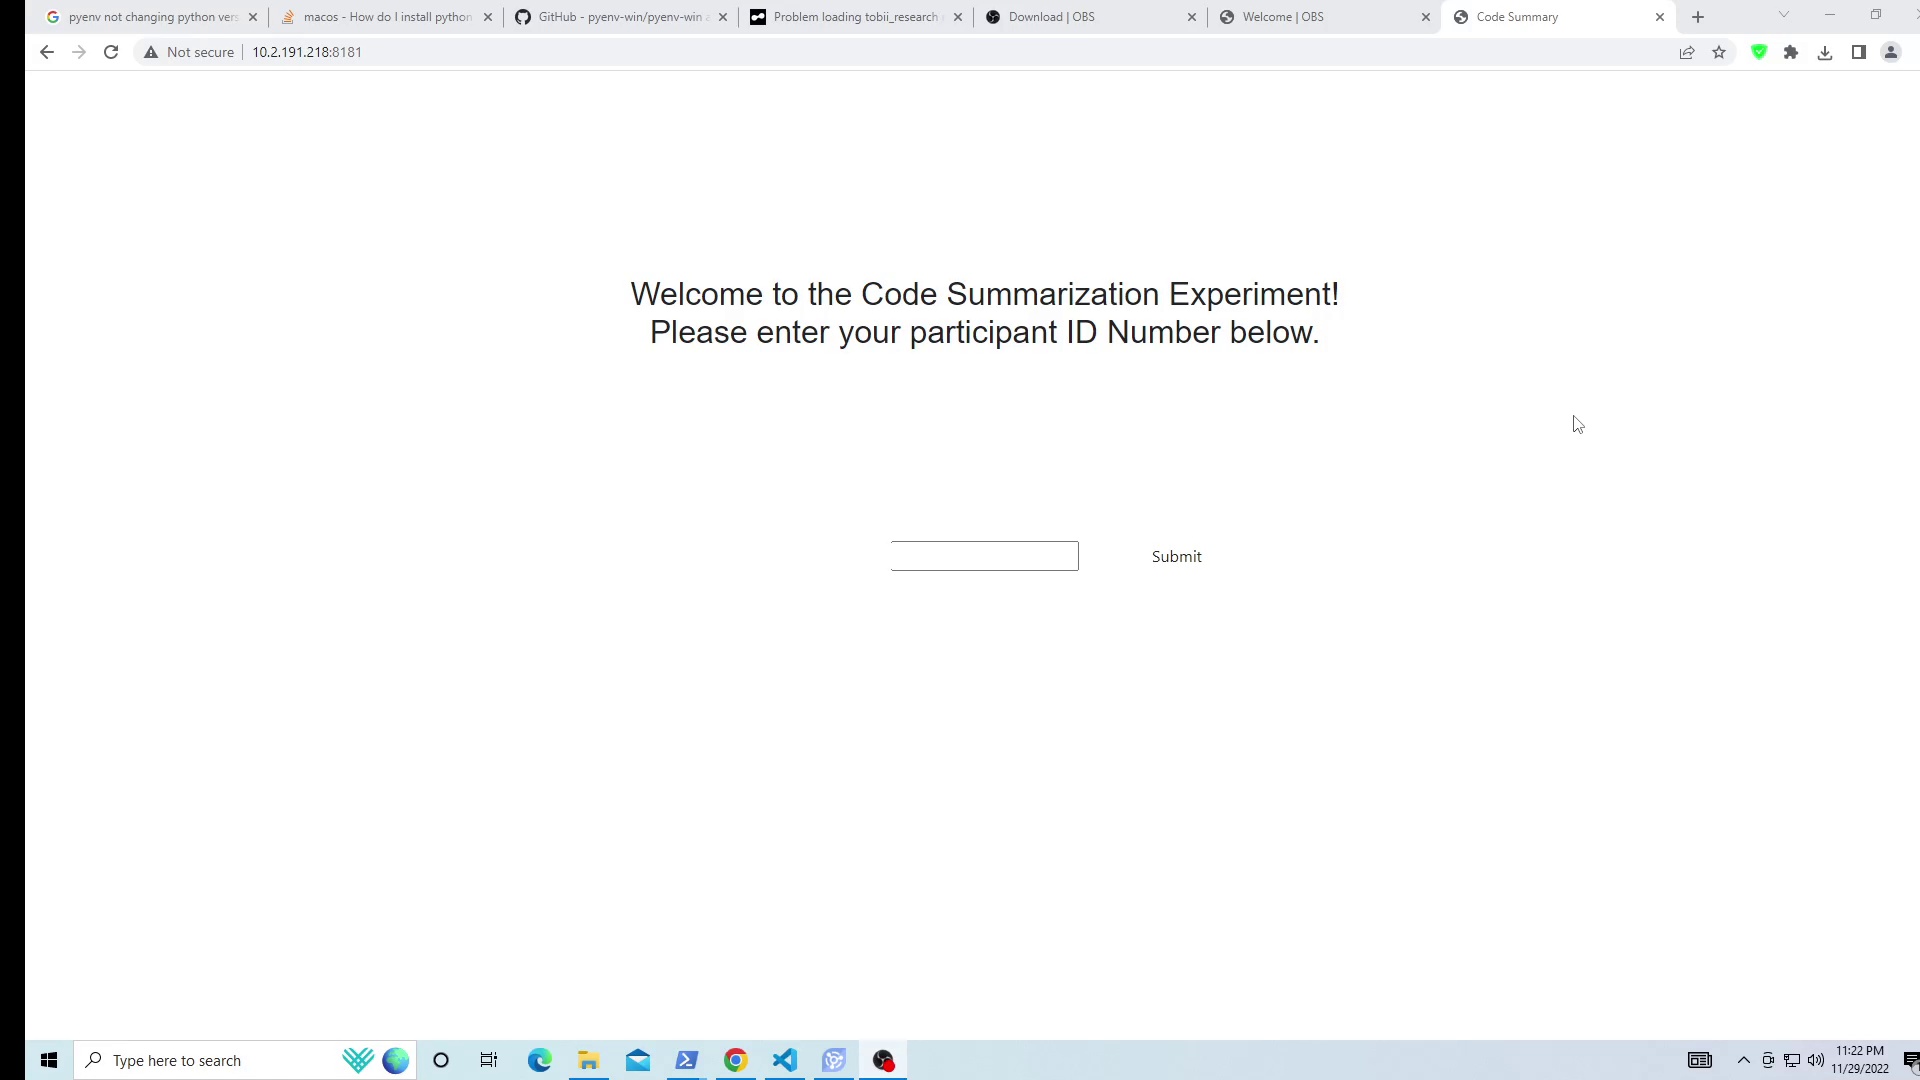 pyenv not changing python vers
macos - How do I install python
GitHub - pyenv-win/pyenv-win
Problem loading tobii_research
Download | OBS
Welcome | OBS
Code Summary
Not secure
10.2.191.218:8181
Welcome to the Code Summarization Experiment!
Please enter your participant ID Number below.
Submit
Type here to search
11:22 PM
11/29/2022